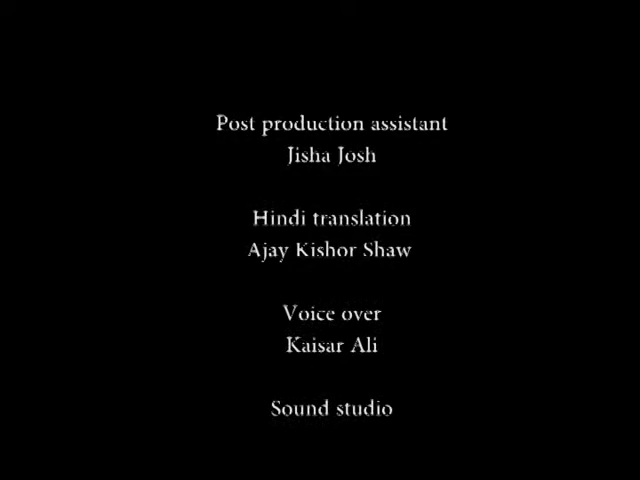 Post production assistant
Jisha Josh
Hindi translation
Ajay Kishor Shaw
Voice over
Kaisar Ali
Sound studio